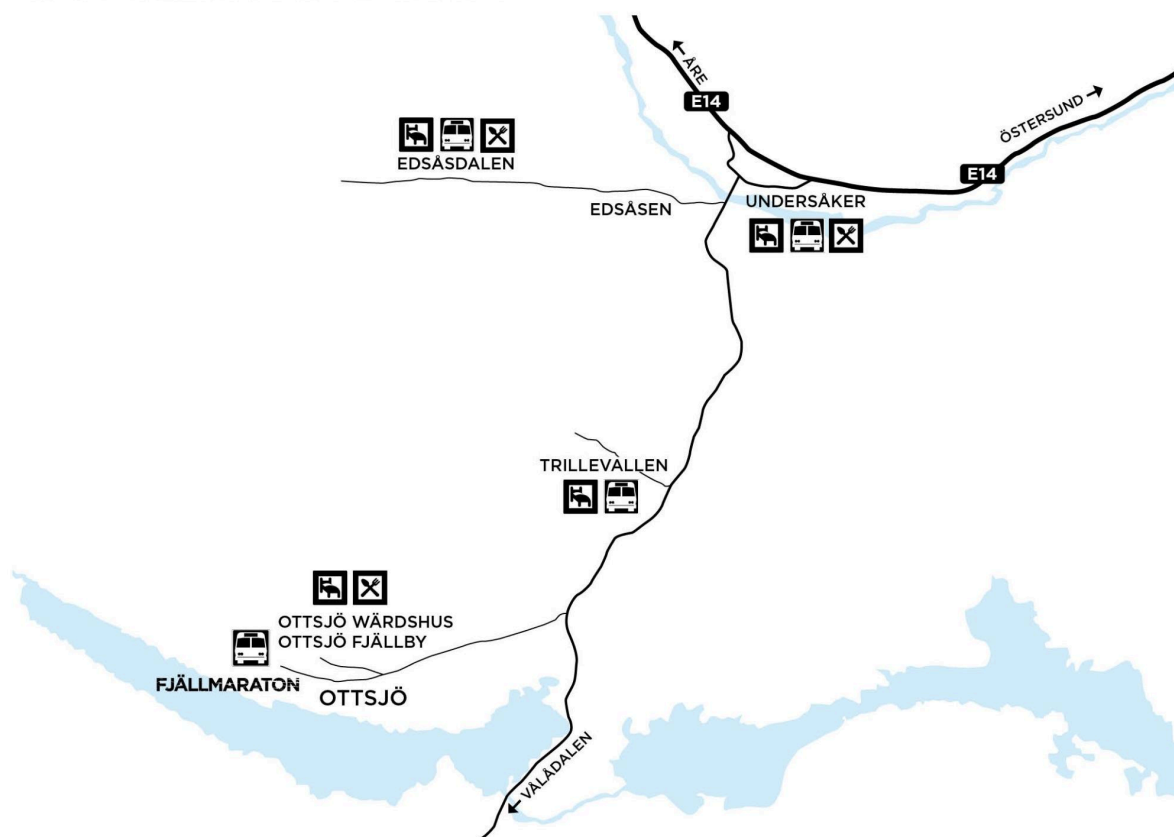 ÅRE
E14
ÖSTERSUND
E14
EDSÅSDALEN
EDSÅSEN
UNDERSÅKER
TRILLEVALLEN
OTTSJÖ WÄRDSHUS
OTTSJÖ FJÄLLBY
FJÄLLMARATON
OTTSJÖ
VÅLÅDALEN